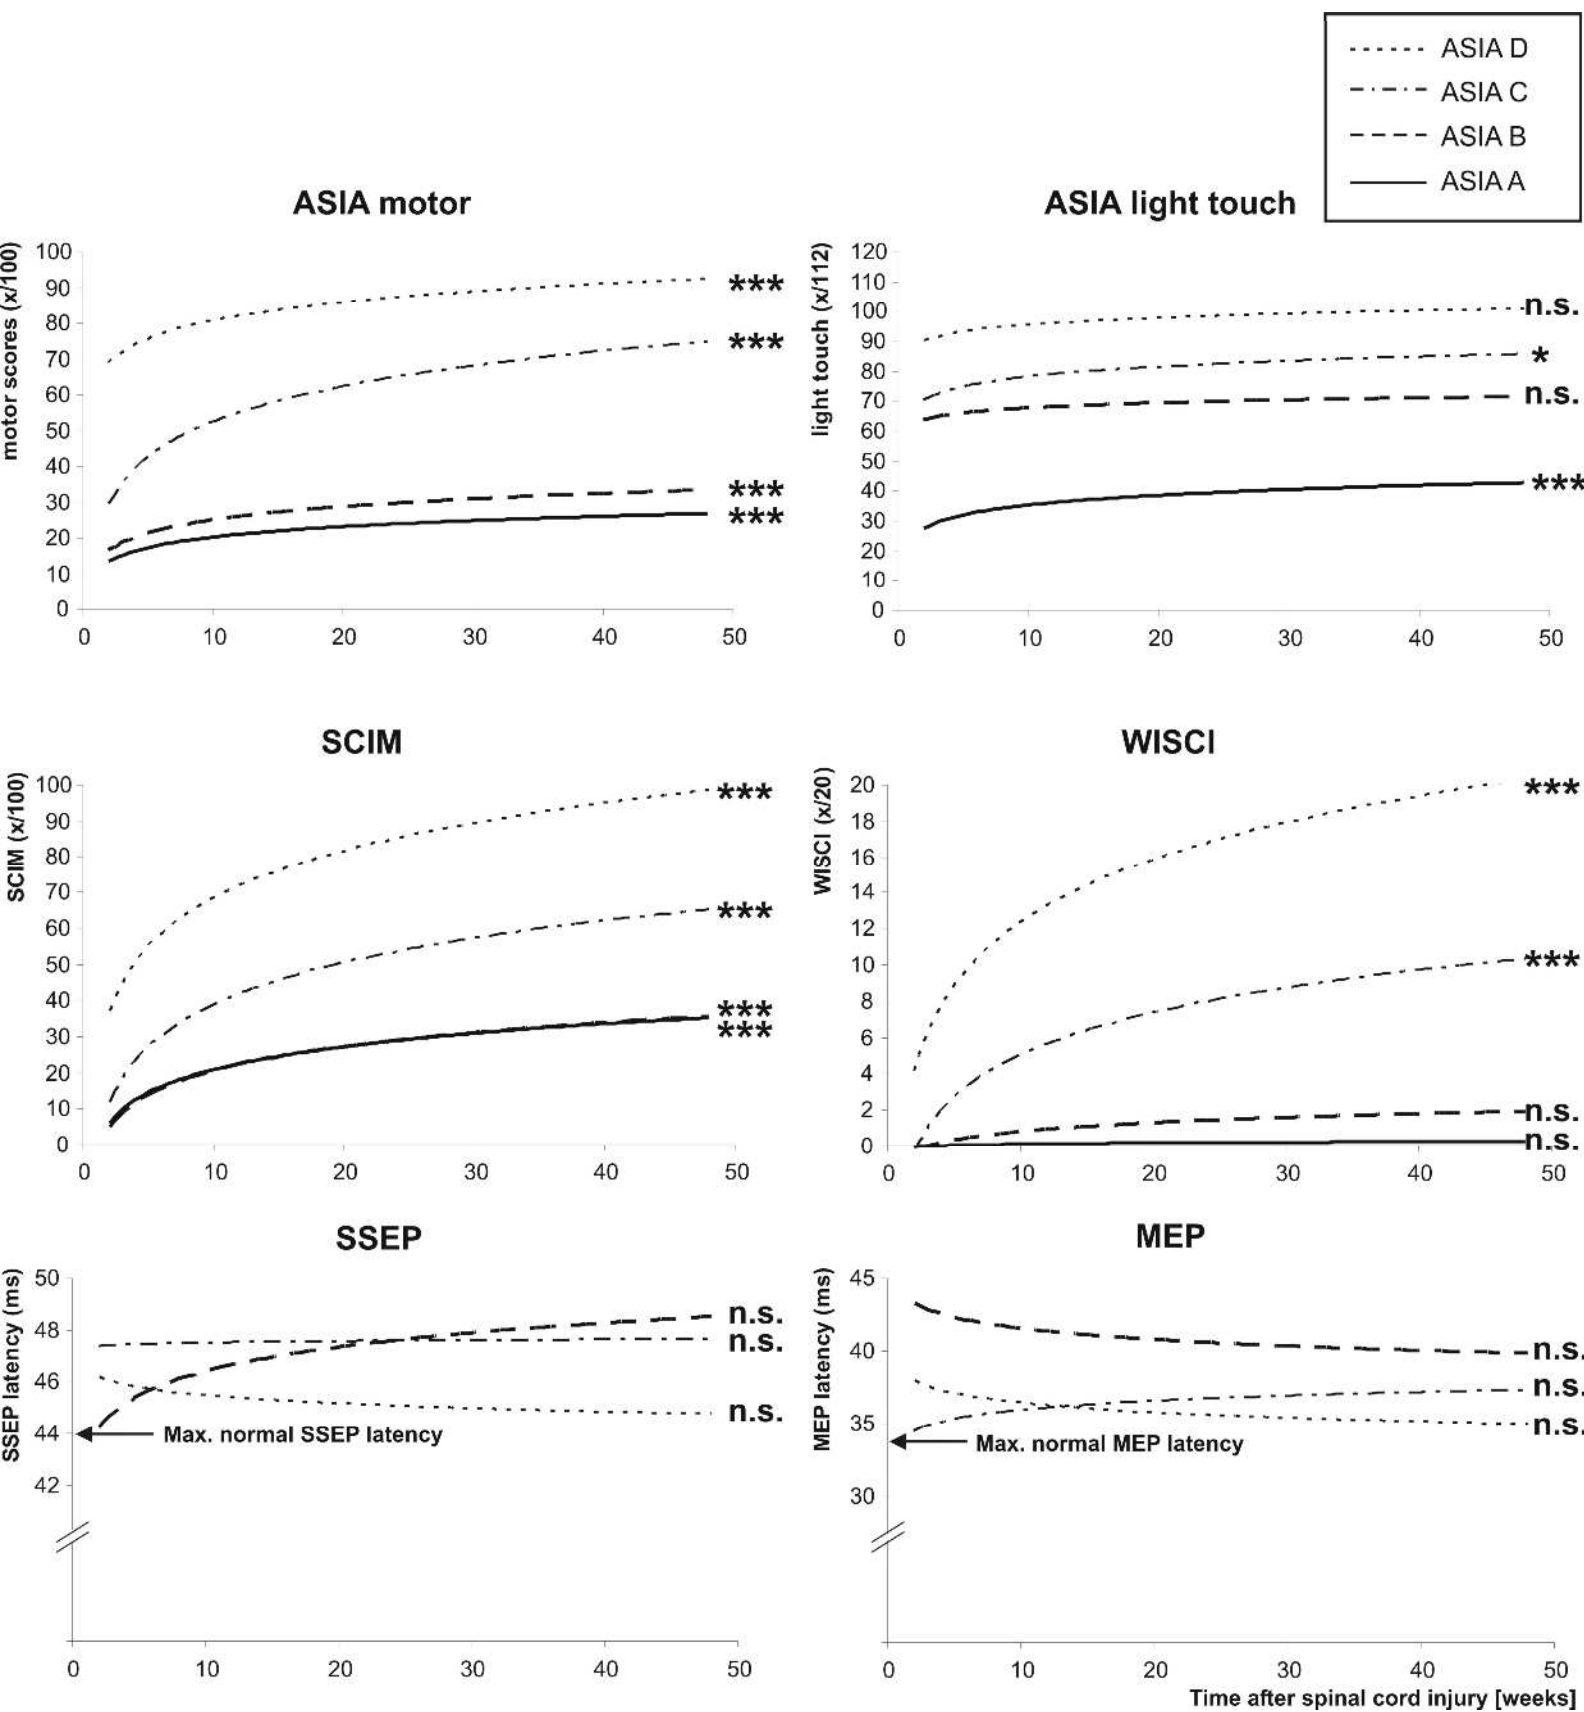 ASIA D
ASIA C
ASIA B
ASIA A
ASIA motor
motor scores (x/100)
100
90
80
70
60
50
40
30
20
10
0
0 10 20 30 40 50
***
***
***
***
ASIA light touch
light touch (x/112)
120
110
100
90
80
70
60
50
40
30
20
10
0
0 10 20 30 40 50
n.s.
*
n.s.
***
SCIM
SCIM (x/100)
100
90
80
70
60
50
40
30
20
10
0
0 10 20 30 40 50
***
***
***
***
WISCI
WISCI (x/20)
20
18
16
14
12
10
8
6
4
2
0
0 10 20 30 40 50
***
***
n.s.
n.s.
SSEP
SSEP latency (ms)
50
48
46
44
42
Max. normal SSEP latency
0 10 20 30 40 50
n.s.
n.s.
n.s.
MEP
MEP latency (ms)
45
40
35
30
Max. normal MEP latency
0 10 20 30 40 50
n.s.
n.s.
n.s.
Time after spinal cord injury [weeks]